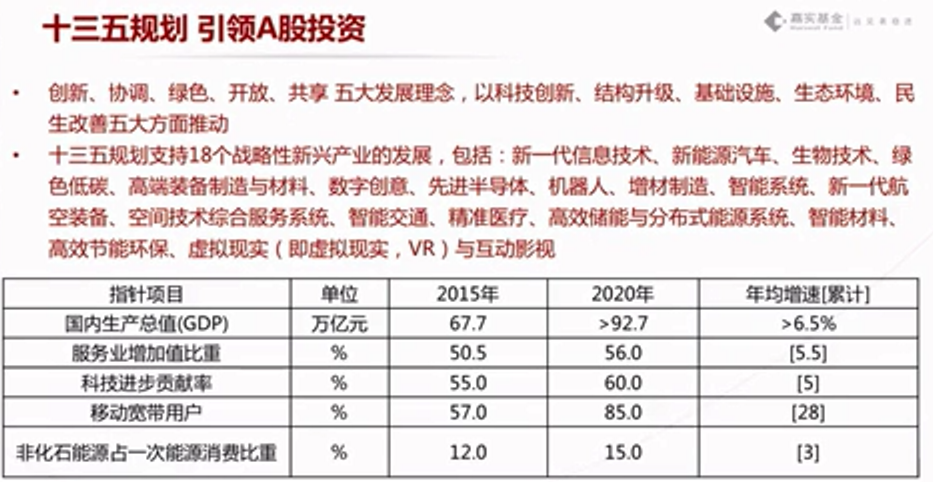 十三五规划 引领A股投资
嘉实基金
Harvest Fund
• 创新、协调、绿色、开放、共享 五大发展理念，以科技创新、结构升级、基础设施、生态环境、民
生改善五大方面推动
• 十三五规划支持18个战略性新兴产业的发展，包括：新一代信息技术、新能源汽车、生物技术、绿
色低碳、高端装备制造与材料、数字创意、先进半导体、机器人、增材制造、智能系统、新一代航
空装备、空间技术综合服务系统、智能交通、精准医疗、高效储能与分布式能源系统、智能材料、
高效节能环保、虚拟现实（即虚拟现实，VR）与互动影视
指针项目 单位 2015年 2020年 年均增速[累计]
国内生产总值(GDP) 万亿元 67.7 >92.7 >6.5%
服务业增加值比重 % 50.5 56.0 [5.5]
科技进步贡献率 % 55.0 60.0 [5]
移动宽带用户 % 57.0 85.0 [28]
非化石能源占一次能源消费比重 % 12.0 15.0 [3]